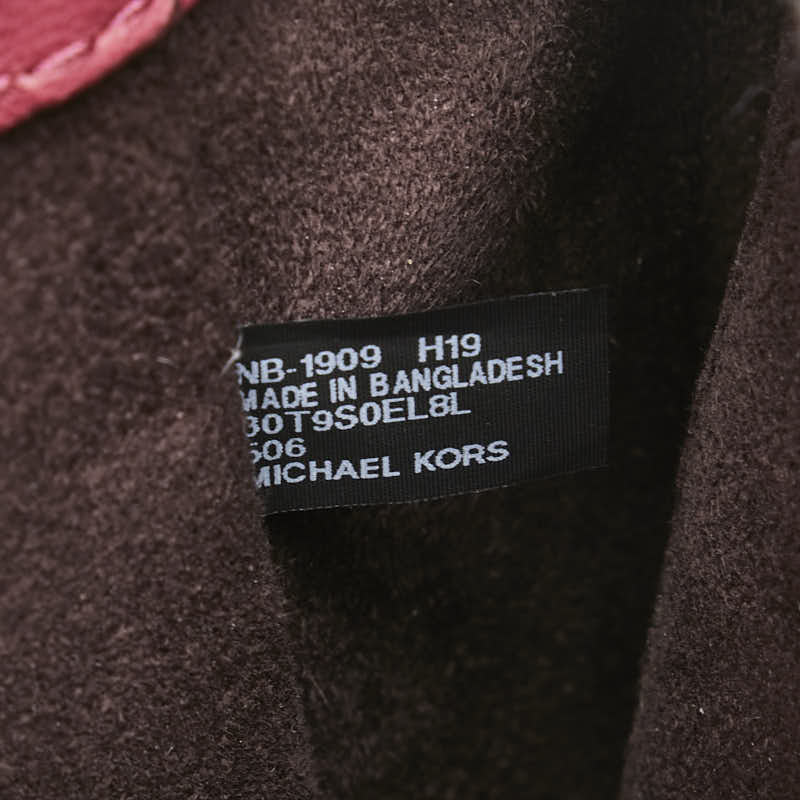 NB-1909 H19
MADE IN BANGLADESH
30T9S0EL8L
506
MICHAEL KORS